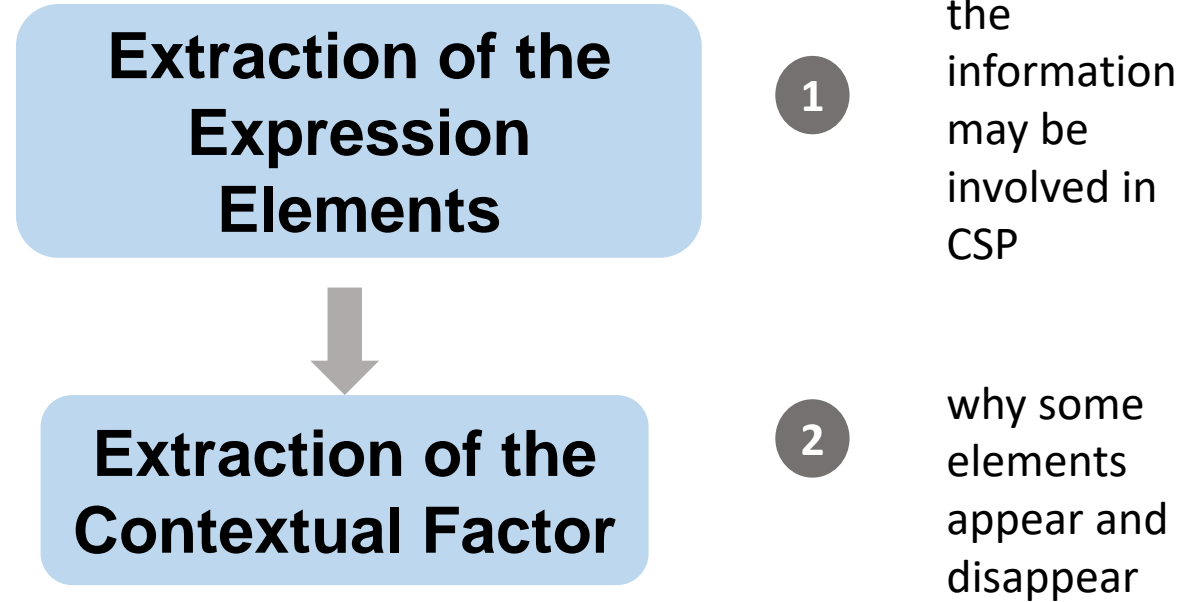 Extraction of the
Expression
Elements
1
the
information
may be
involved in
CSP
Extraction of the
Contextual Factor
2
why some
elements
appear and
disappear